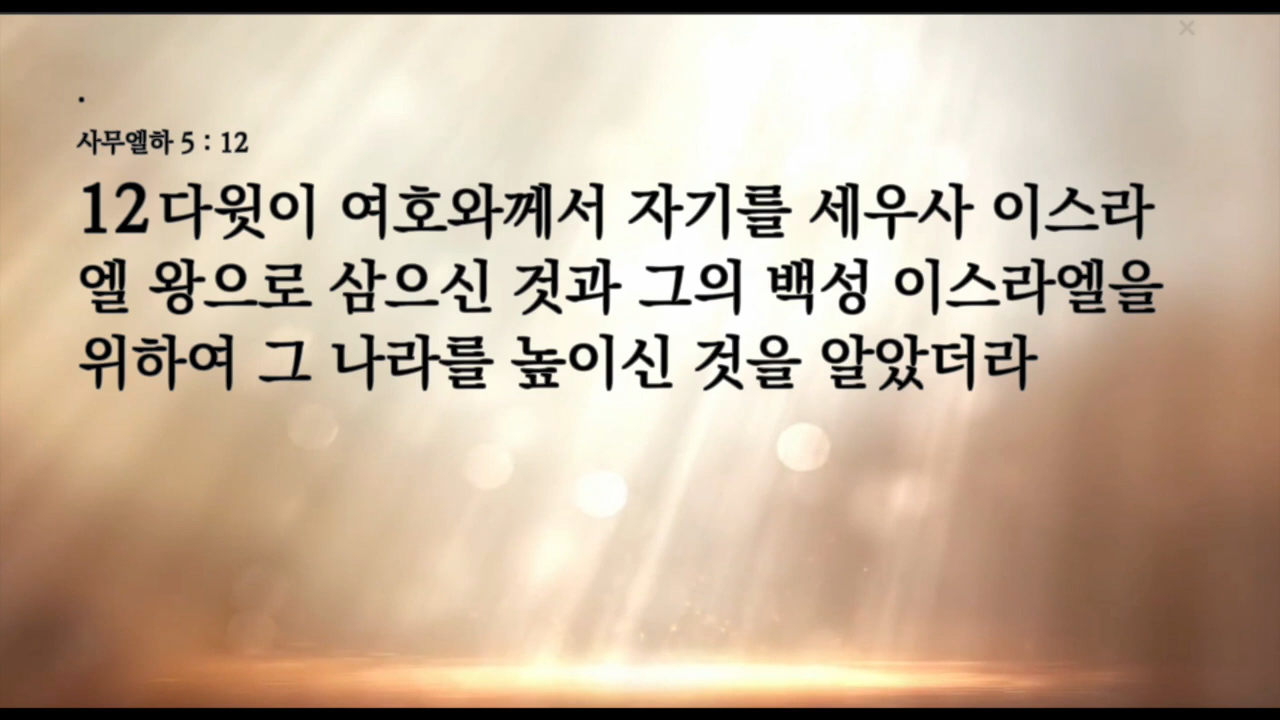 .
사무엘하 5 : 12
12다윗이 여호와께서 자기를 세우사 이스라
엘 왕으로 삼으신 것과 그의 백성 이스라엘을
위하여 그 나라를 높이신 것을 알았더라